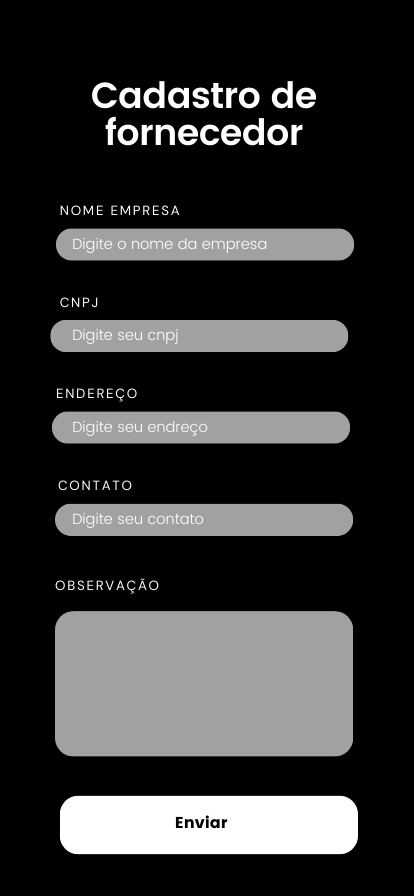 Cadastro de
fornecedor
NOME EMPRESA
Digite o nome da empresa
CNPJ
Digite seu cnpj
ENDEREÇO
Digite seu endreço
CONTATO
Digite seu contato
OBSERVAÇÃO
Enviar